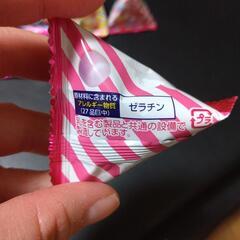 原材料に含まれる
アレルギー物質
(27品目中)
ゼラチン
を含む製品と共通の設備で
しています。
プラ